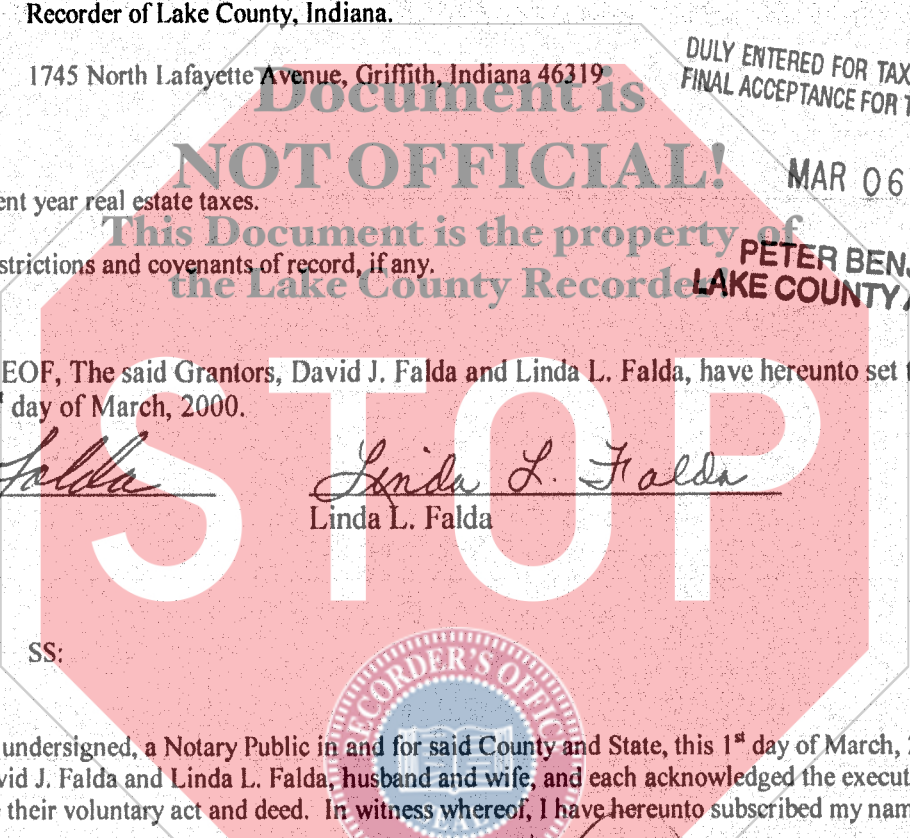 Recorder of Lake County, Indiana.
1745 North Lafayette Avenue, Griffith, Indiana 46319
DULY ENTERED FOR TAX
FINAL ACCEPTANCE FOR T
Document is
NOT OFFICIAL!
MAR 06
ent year real estate taxes.
This Document is the property of
strictions and covenants of record, if any.
PETER BENJ
the Lake County Recorder!
LAKE COUNTY A
EOF, The said Grantors, David J. Falda and Linda L. Falda, have hereunto set t
day of March, 2000.
STOP
Falda
Linda L. Falda
Linda L. Falda
SS:
RECORDER'S OFFICE
undersigned, a Notary Public in and for said County and State, this 1st day of March, 2
vid J. Falda and Linda L. Falda, husband and wife, and each acknowledged the execut
their voluntary act and deed. In witness whereof, I have hereunto subscribed my nam